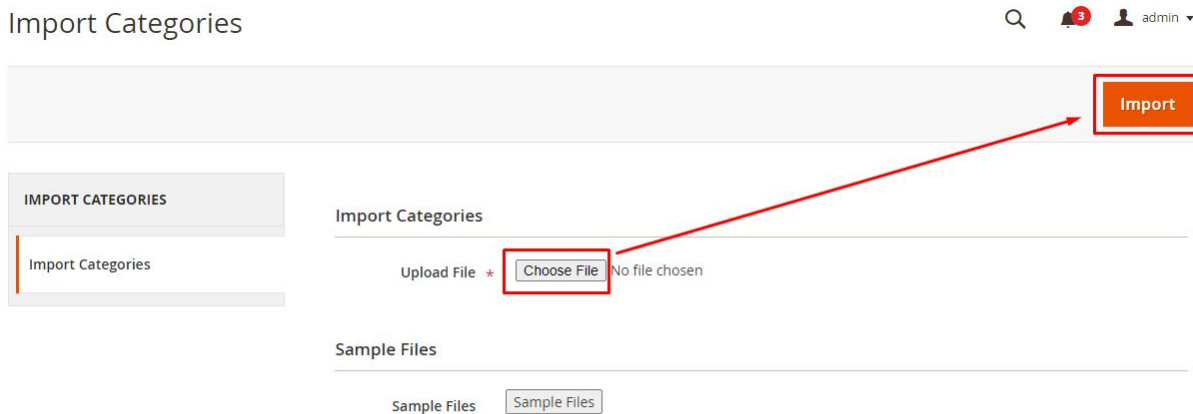 Import Categories
3
admin
Import
IMPORT CATEGORIES
Import Categories
Import Categories
Upload File * Choose File No file chosen
Sample Files
Sample Files Sample Files